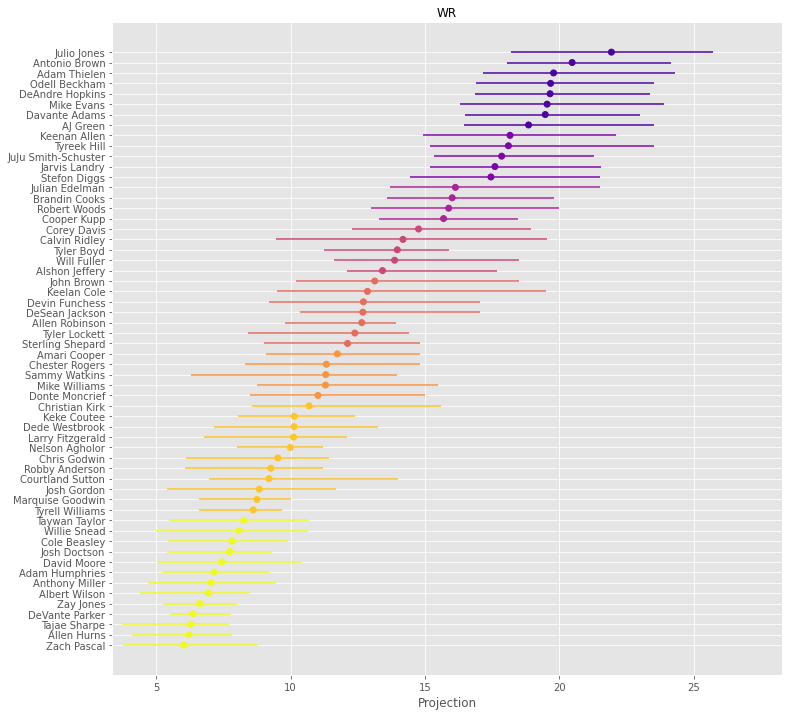 WR
Julio Jones
Antonio Brown
Adam Thielen
Odell Beckham
DeAndre Hopkins
Mike Evans
Davante Adams
AJ Green
Keenan Allen
Tyreek Hill
JuJu Smith-Schuster
Jarvis Landry
Stefon Diggs
Julian Edelman
Brandin Cooks
Robert Woods
Cooper Kupp
Corey Davis
Calvin Ridley
Tyler Boyd
Will Fuller
Alshon Jeffery
John Brown
Keelan Cole
Devin Funchess
DeSean Jackson
Allen Robinson
Tyler Lockett
Sterling Shepard
Amari Cooper
Chester Rogers
Sammy Watkins
Mike Williams
Donte Moncrief
Christian Kirk
Keke Coutee
Dede Westbrook
Larry Fitzgerald
Nelson Agholor
Chris Godwin
Robby Anderson
Courtland Sutton
Josh Gordon
Marquise Goodwin
Tyrell Williams
Taywan Taylor
Willie Snead
Cole Beasley
Josh Doctson
David Moore
Adam Humphries
Anthony Miller
Albert Wilson
Zay Jones
DeVante Parker
Tajae Sharpe
Allen Hurns
Zach Pascal
5 10 15 20 25
Projection